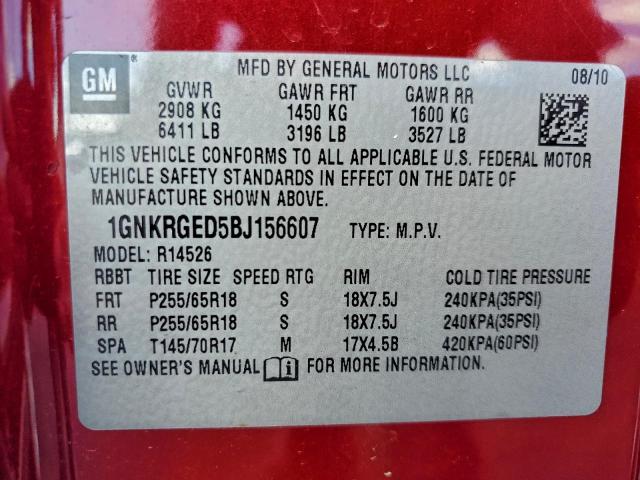 GM ®
MFD BY GENERAL MOTORS LLC 08/10
GVWR GAWR FRT GAWR RR
2908 KG 1450 KG 1600 KG
6411 LB 3196 LB 3527 LB
THIS VEHICLE CONFORMS TO ALL APPLICABLE U.S. FEDERAL MOTOR
VEHICLE SAFETY STANDARDS IN EFFECT ON THE DATE OF
MANUFACTURE SHOWN ABOVE.
1GNKRGED5BJ156607 TYPE: M.P.V.
MODEL: R14526
RBBT TIRE SIZE SPEED RTG RIM COLD TIRE PRESSURE
FRT P255/65R18 S 18X7.5J 240KPA(35PSI)
RR P255/65R18 S 18X7.5J 240KPA(35PSI)
SPA T145/70R17 M 17X4.5B 420KPA(60PSI)
SEE OWNER'S MANUAL FOR MORE INFORMATION.